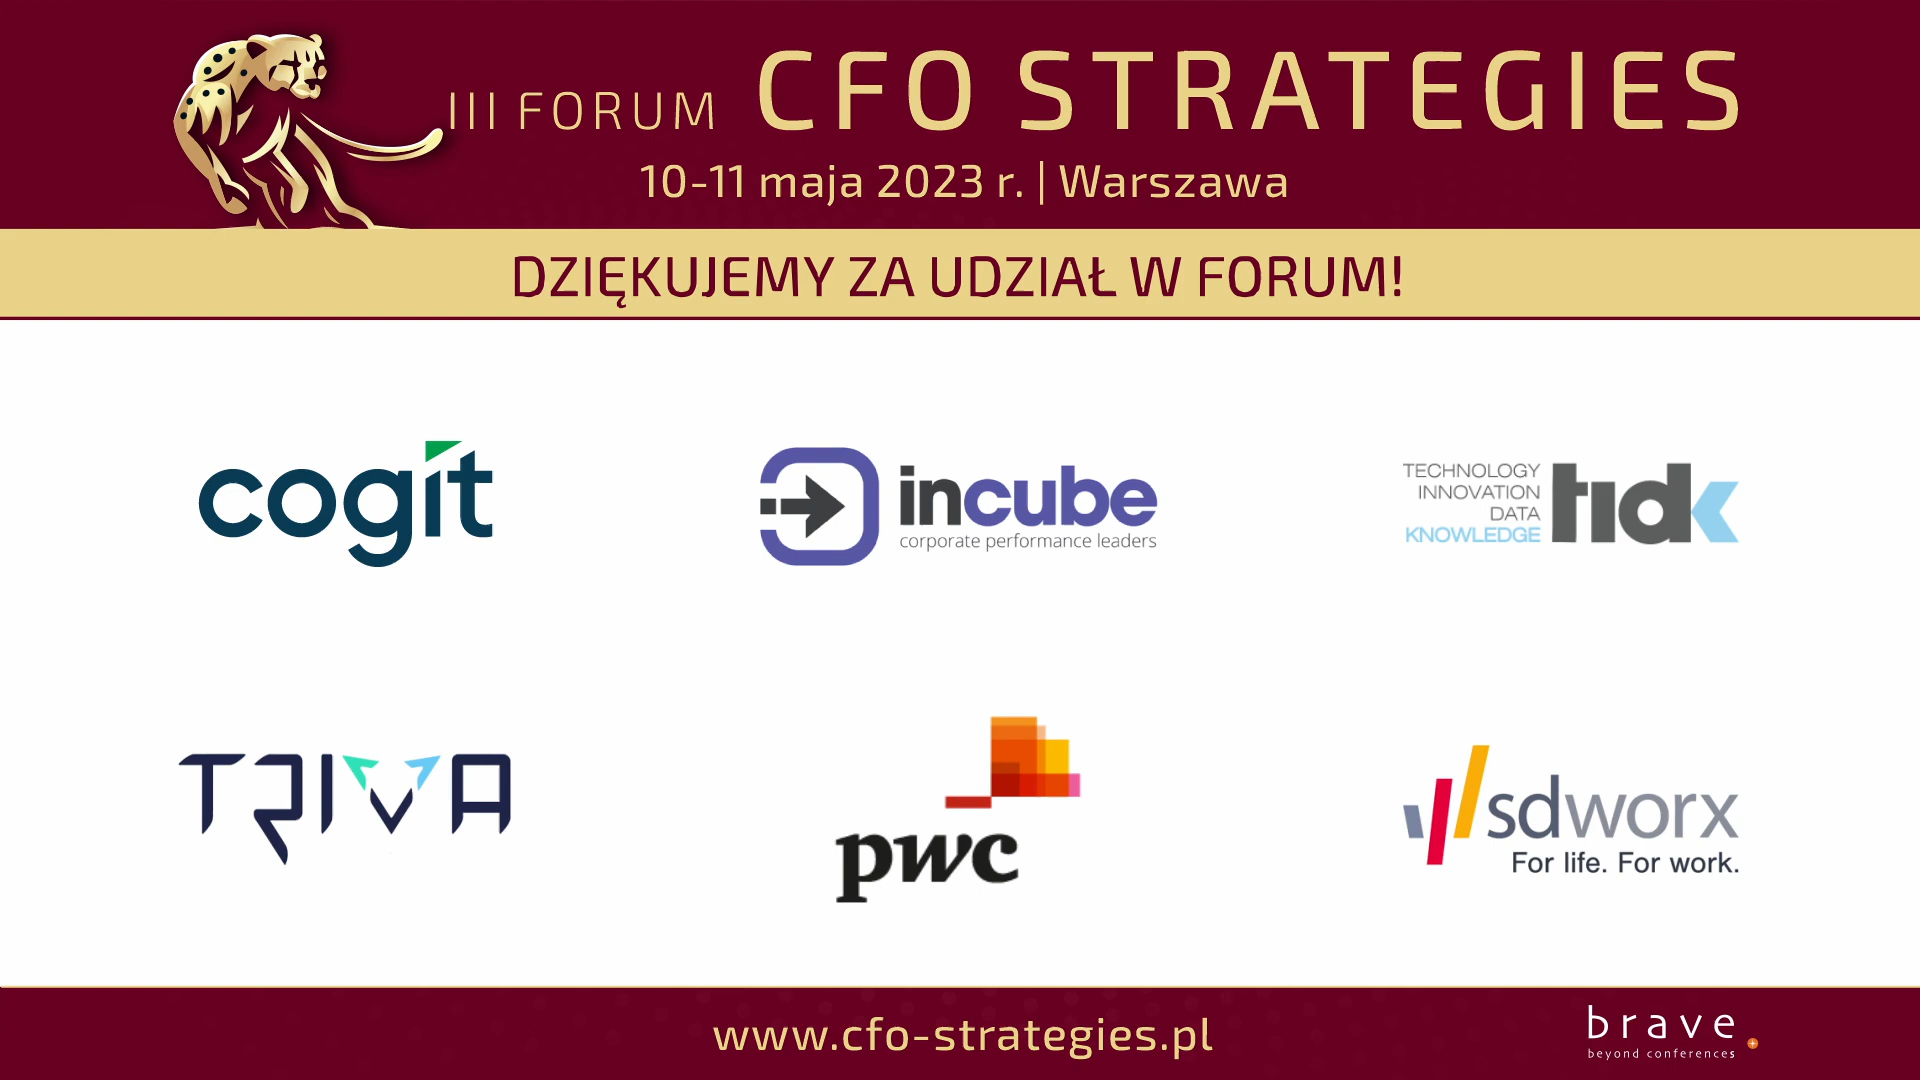 III FORUM CFO STRATEGIES
10-11 maja 2023 r. | Warszawa
DZIĘKUJEMY ZA UDZIAŁ W FORUM!
cogit
incube
corporate performance leaders
TECHNOLOGY
INNOVATION
DATA
KNOWLEDGE
tidk
TRIVA
pwc
sdworx
For life. For work.
www.cfo-strategies.pl
brave.
beyond conferences